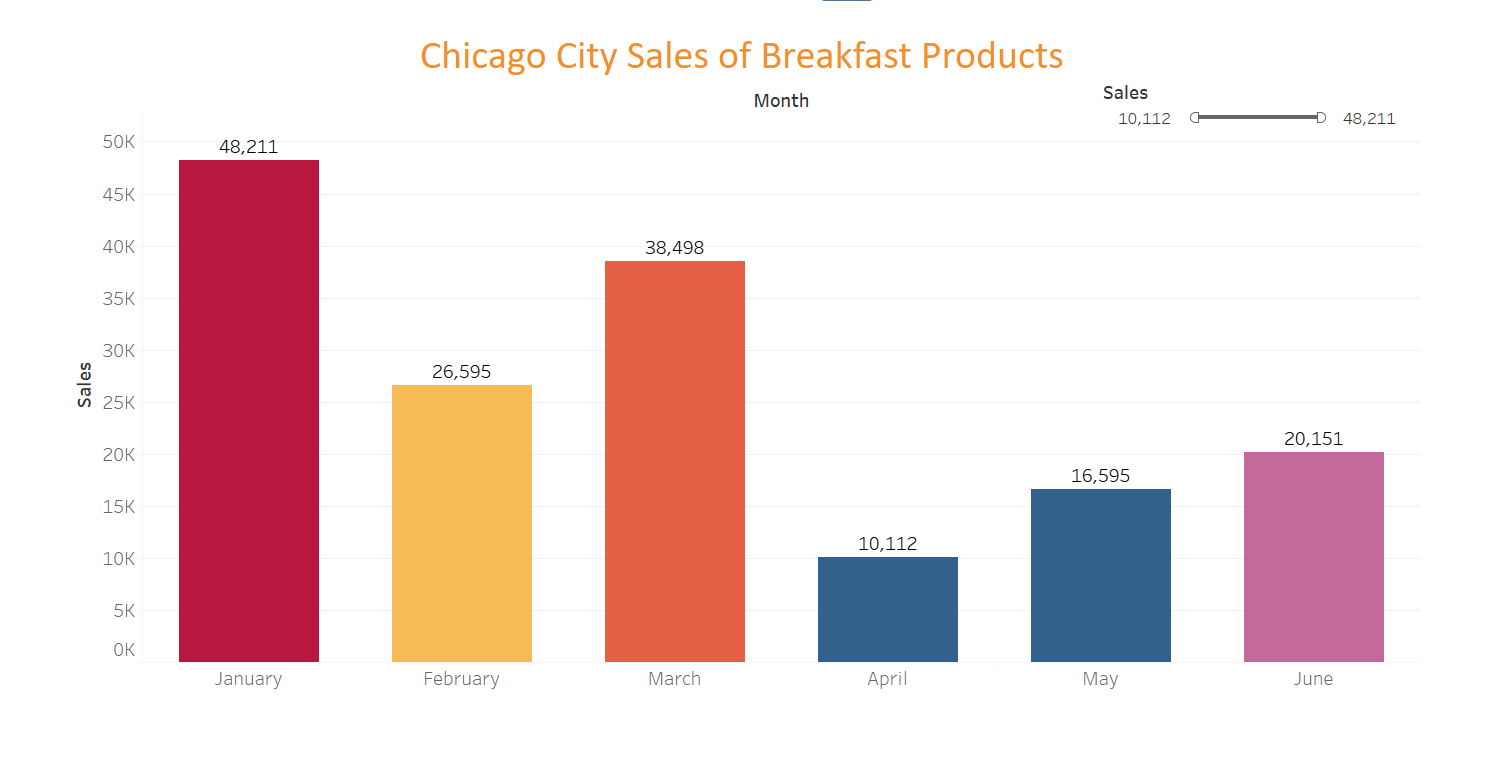 Chicago City Sales of Breakfast Products
Month
Sales
10,112 48,211
50K
45K
40K
35K
30K
25K
20K
15K
10K
5K
0K
Sales
48,211
26,595
38,498
10,112
16,595
20,151
January February March April May June